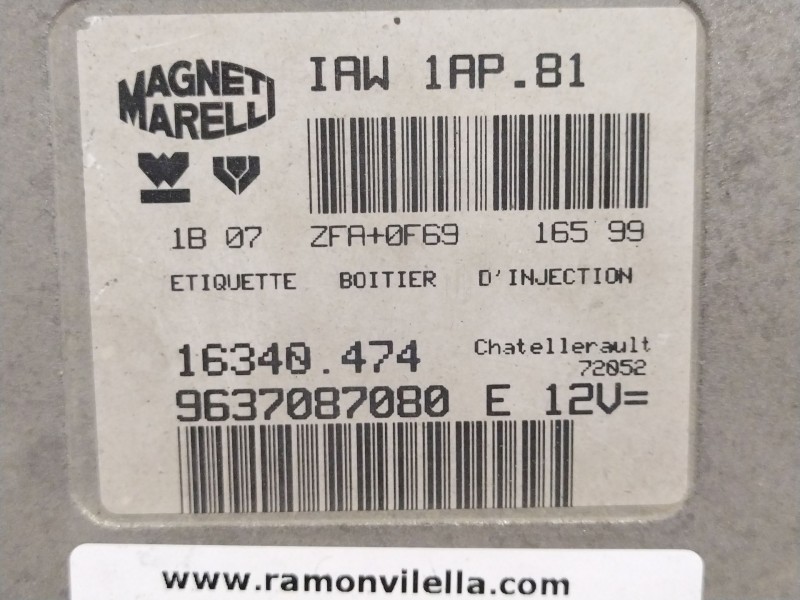 MAGNETI
MARELLI
IAW 1AP.81
1B 07 ZFA+0F69 165 99
ETIQUETTE BOITIER D'INJECTION
16340.474 Chatellerault
72052
9637087080 E 12V=
www.ramonvilella.com